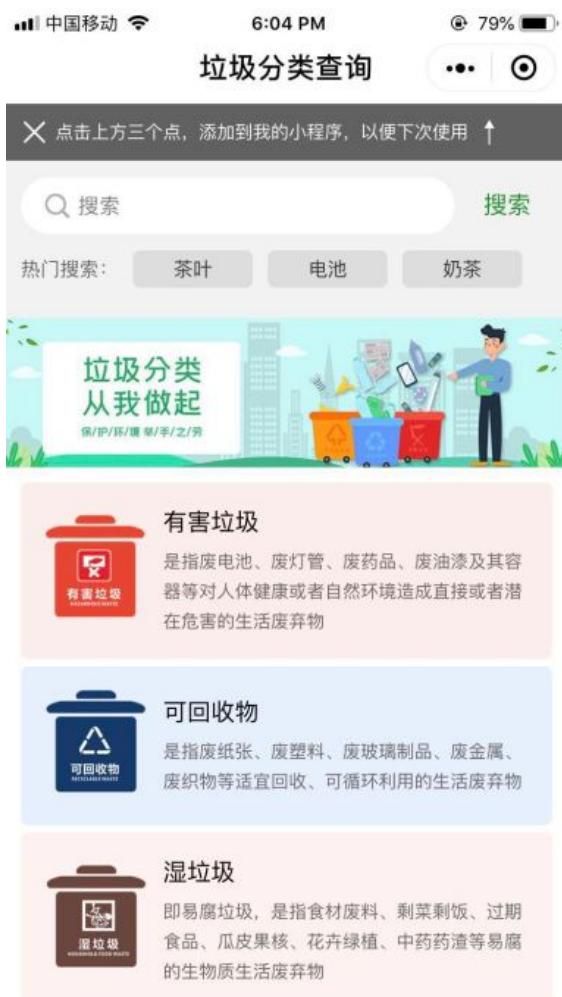 中国移动 6:04 PM 79%
垃圾分类查询
点击上方三个点，添加到我的小程序，以便下次使用
搜索 搜索
热门搜索： 茶叶 电池 奶茶
垃圾分类
从我做起
保/护/环/境 举/手/之/劳
有害垃圾
是指废电池、废灯管、废药品、废油漆及其容
器等对人体健康或者自然环境造成直接或者潜
在危害的生活废弃物
有害垃圾
HAZARDOUS WASTE
可回收物
是指废纸张、废塑料、废玻璃制品、废金属、
废织物等适宜回收、可循环利用的生活废弃物
可回收物
RECYCLABLE WASTE
湿垃圾
即易腐垃圾，是指食材废料、剩菜剩饭、过期
食品、瓜皮果核、花卉绿植、中药药渣等易腐
的生物质生活废弃物
湿垃圾
HOUSEHOLD FOOD WASTE